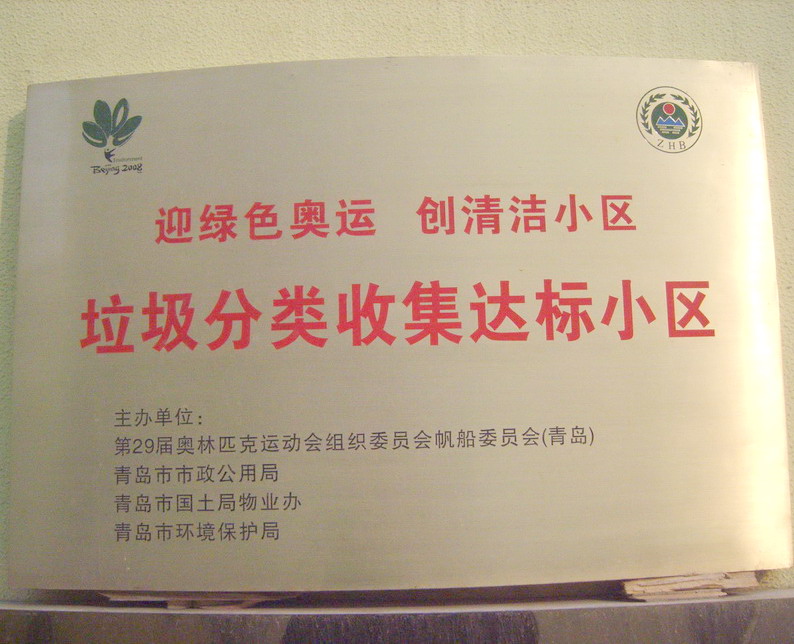 Environment
Beijing 2008
ZHB
迎绿色奥运 创清洁小区
垃圾分类收集达标小区
主办单位：
第29届奥林匹克运动会组织委员会帆船委员会(青岛)
青岛市市政公用局
青岛市国土局物业办
青岛市环境保护局